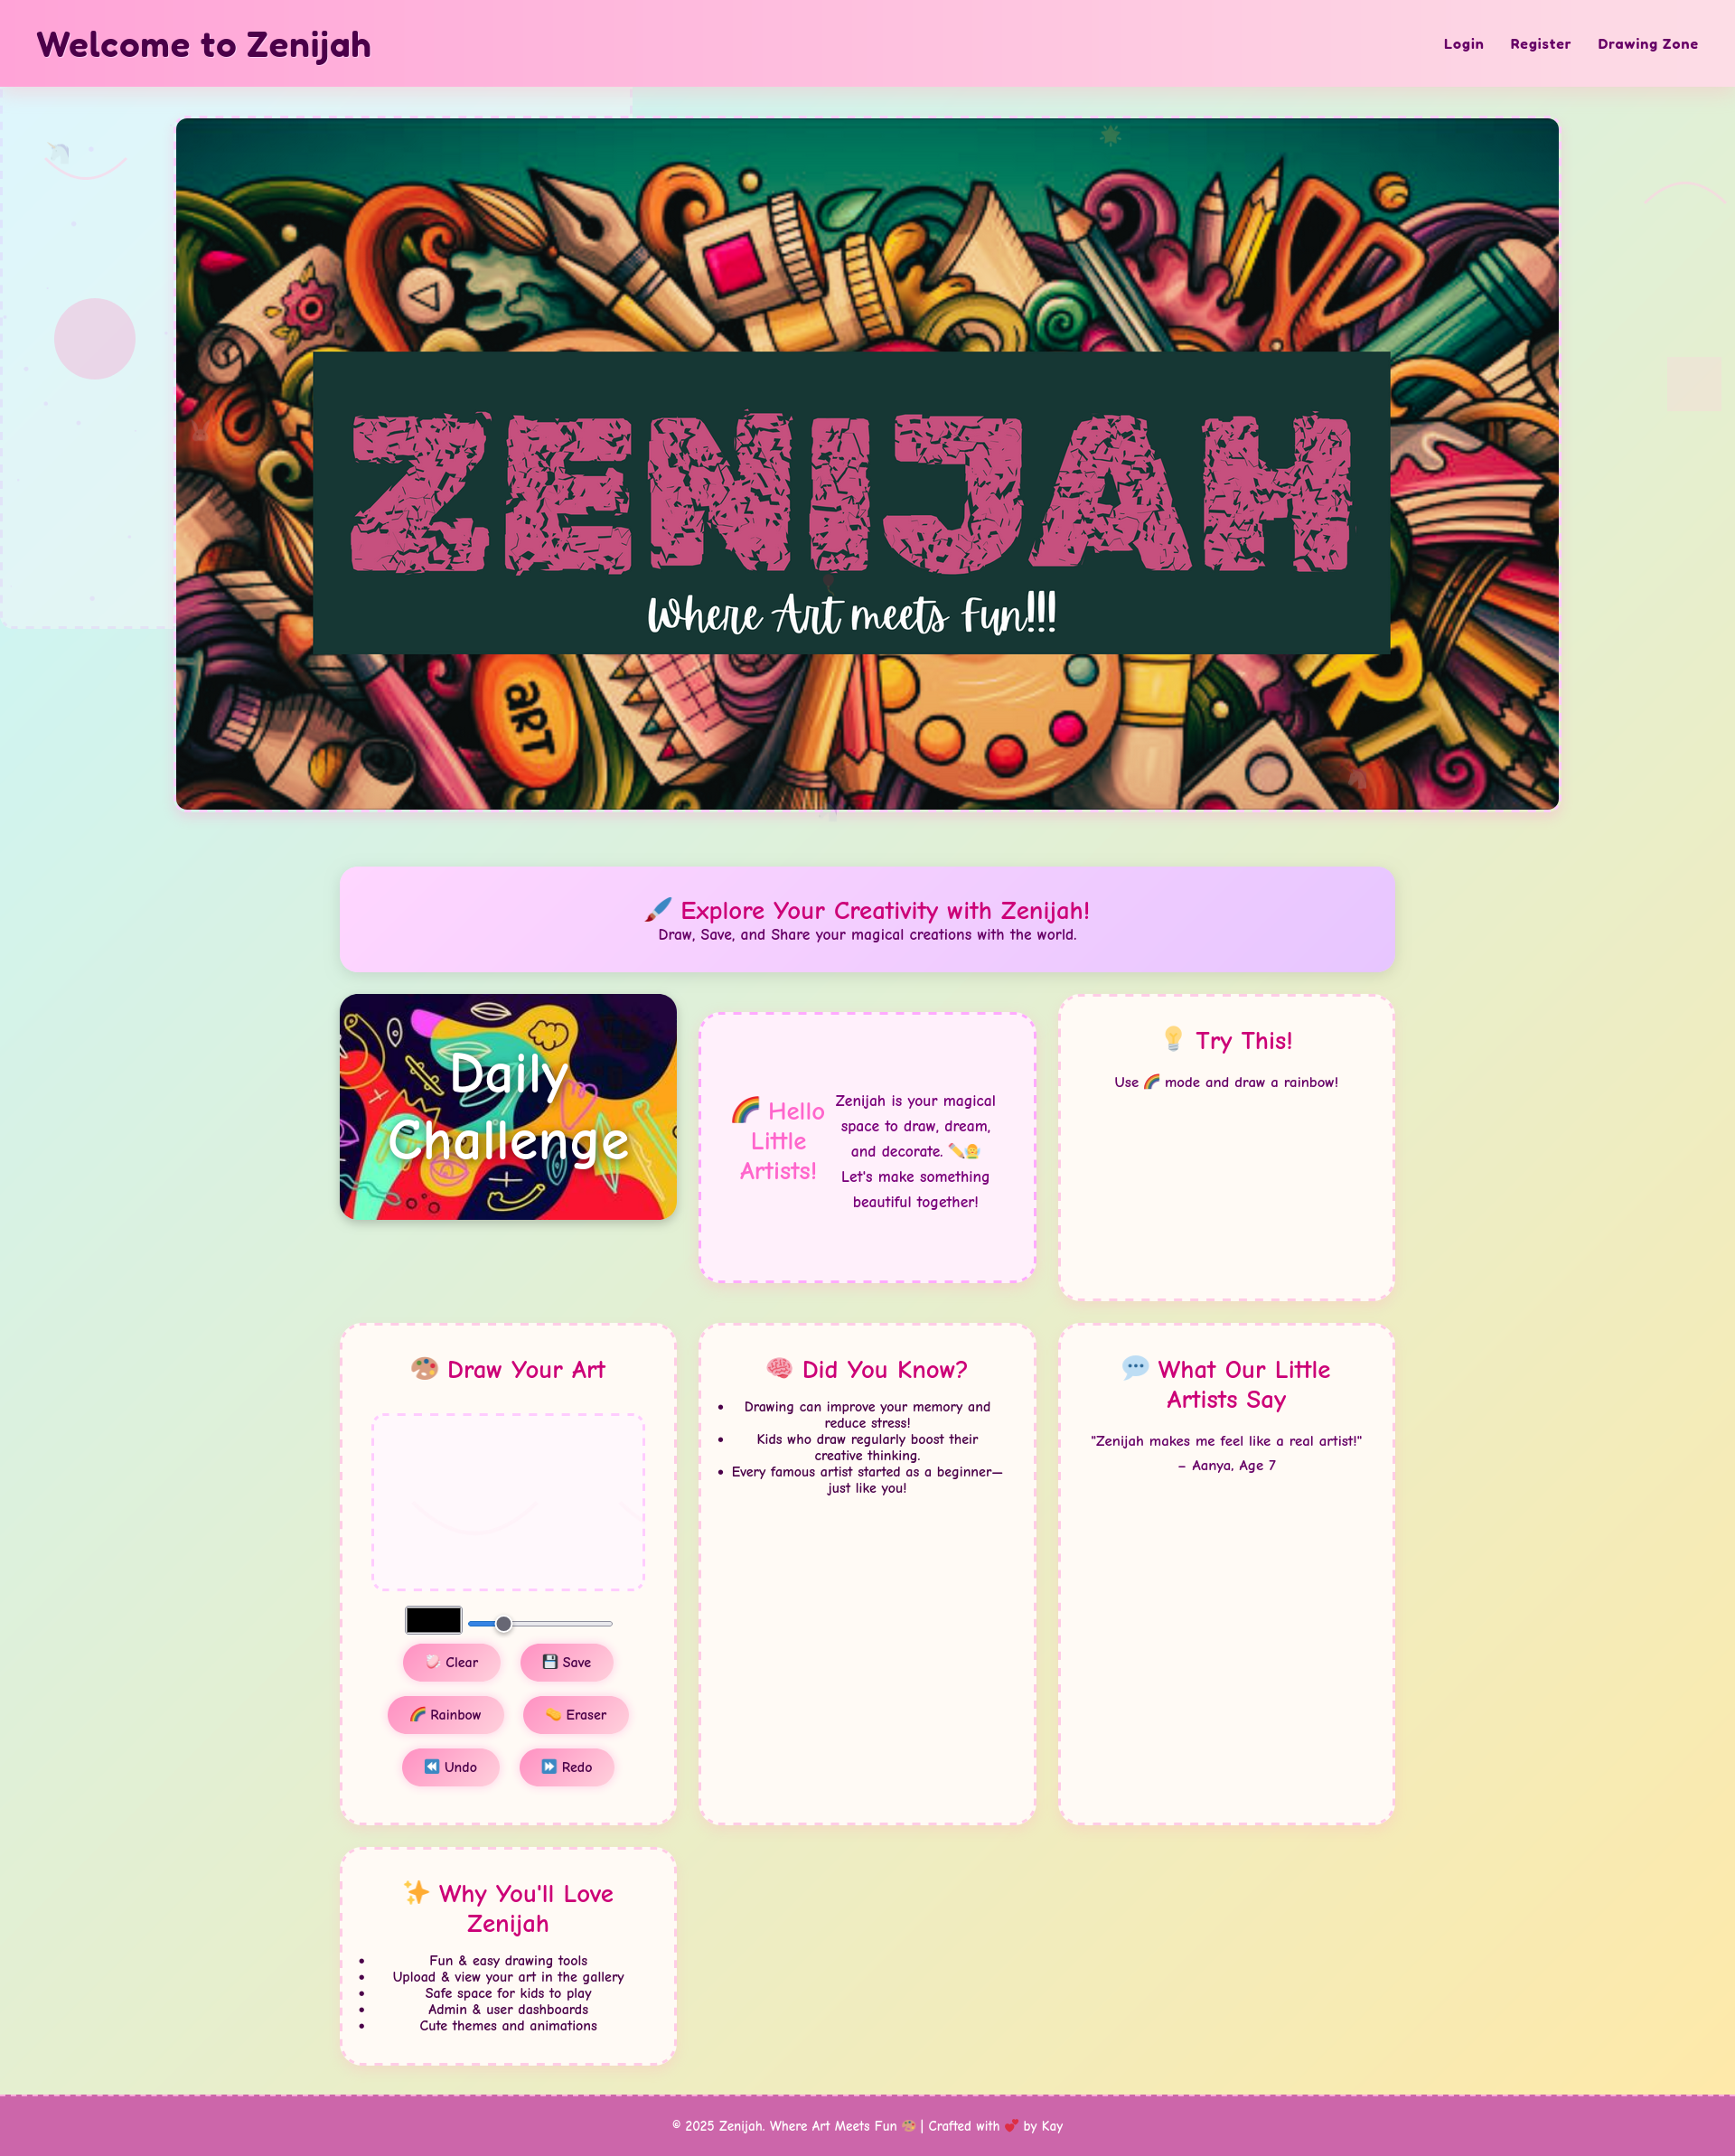 Welcome to Zenijah
Login Register Drawing Zone
ZENIJAH
Where Art meets Fun!!!
ART
ART
🖌️ Explore Your Creativity with Zenijah!
Draw, Save, and Share your magical creations with the world.
Daily
Challenge
🌈 Hello
Little
Artists!
Zenijah is your magical
space to draw, dream,
and decorate. ✏️🧑‍🎨
Let's make something
beautiful together!
💡 Try This!
Use 🌈 mode and draw a rainbow!
🎨 Draw Your Art
🩷 Clear
💾 Save
🌈 Rainbow
🧽 Eraser
⏪ Undo
⏩ Redo
🧠 Did You Know?
• Drawing can improve your memory and
reduce stress!
• Kids who draw regularly boost their
creative thinking.
• Every famous artist started as a beginner—
just like you!
💬 What Our Little
Artists Say
"Zenijah makes me feel like a real artist!"
– Aanya, Age 7
✨ Why You'll Love
Zenijah
• Fun & easy drawing tools
• Upload & view your art in the gallery
• Safe space for kids to play
• Admin & user dashboards
• Cute themes and animations
© 2025 Zenijah. Where Art Meets Fun 🎨 | Crafted with 💕 by Kay